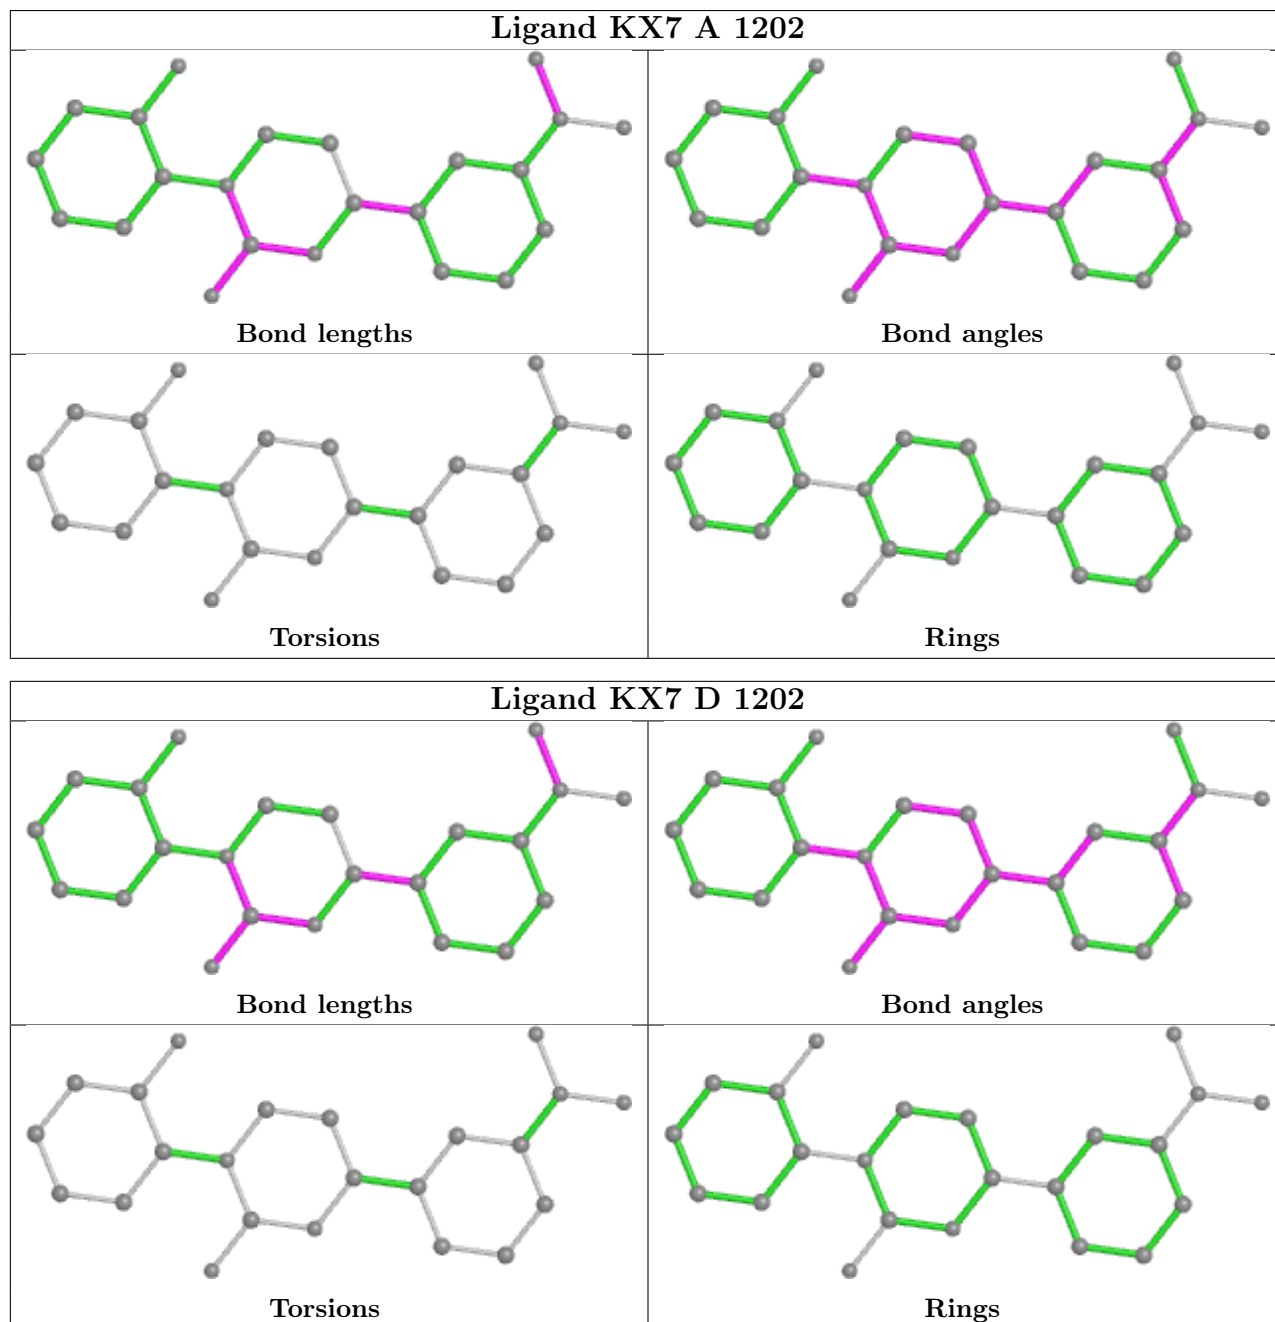 Ligand KX7 A 1202
Bond lengths
Bond angles
Torsions
Rings
Ligand KX7 D 1202
Bond lengths
Bond angles
Torsions
Rings